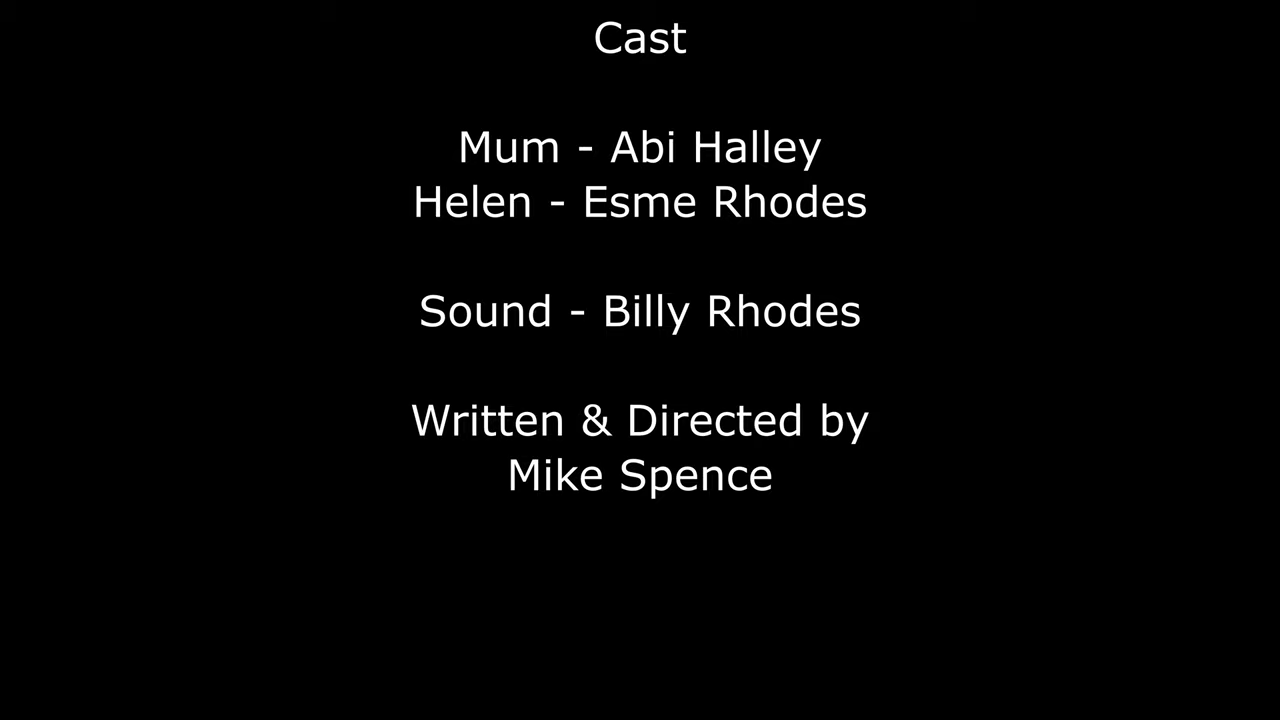 Cast
Mum - Abi Halley
Helen - Esme Rhodes
Sound - Billy Rhodes
Written & Directed by
Mike Spence